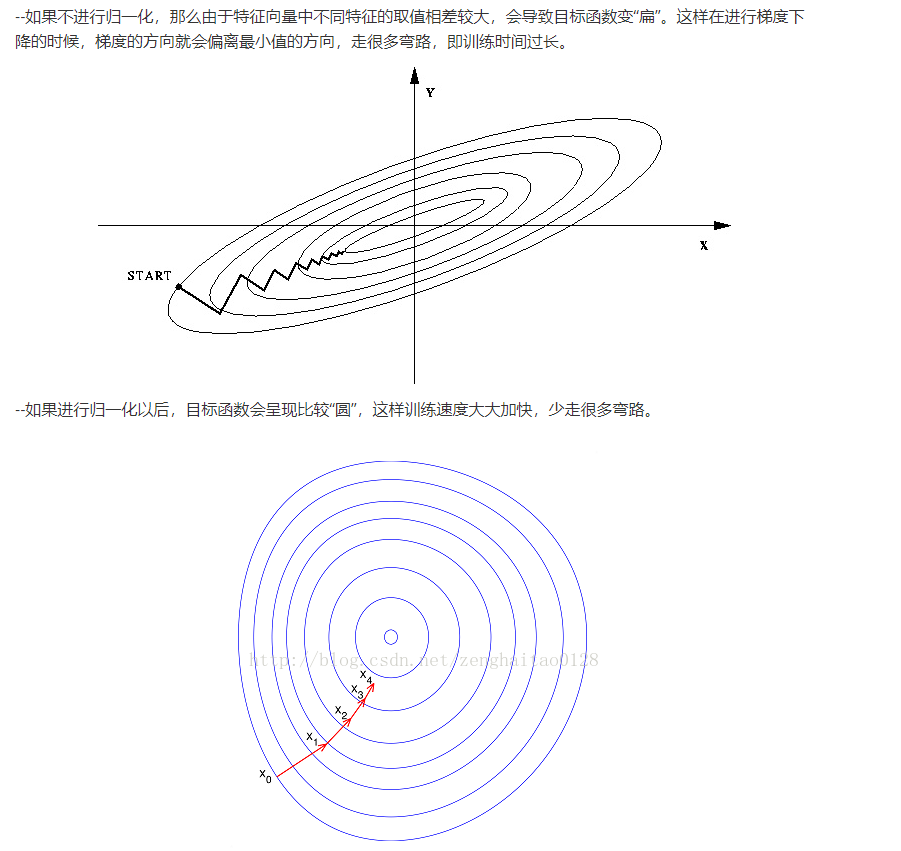 --如果不进行归一化，那么由于特征向量中不同特征的取值相差较大，会导致目标函数变“扁”。这样在进行梯度下
降的时候，梯度的方向就会偏离最小值的方向，走很多弯路，即训练时间过长。
Y
X
START
--如果进行归一化以后，目标函数会呈现比较“圆”，这样训练速度大大加快，少走很多弯路。
http://blog.csdn.net/zenghaitao0128
x4
x3
x2
x1
x0